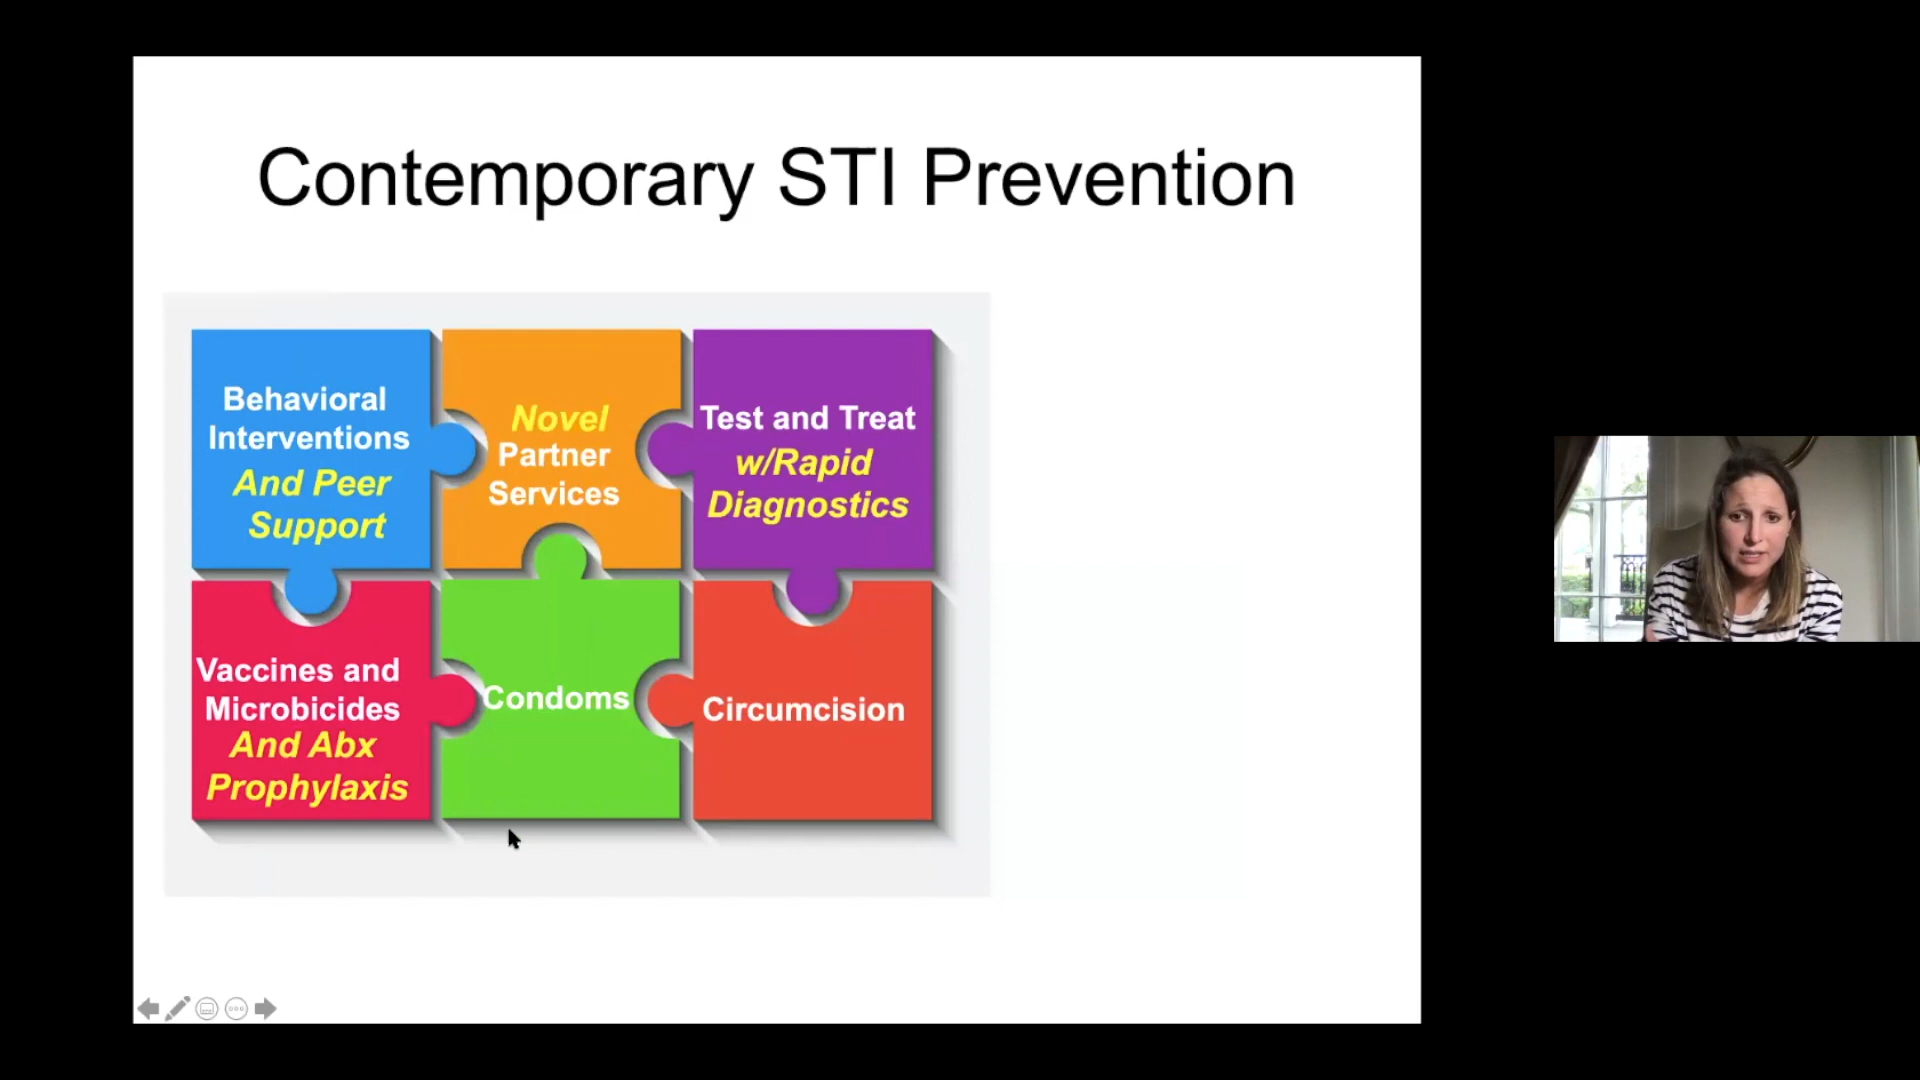 Contemporary STI Prevention
Behavioral
Interventions
And Peer
Support
Novel
Partner
Services
Test and Treat
w/Rapid
Diagnostics
Vaccines and
Microbicides
And Abx
Prophylaxis
Condoms
Circumcision